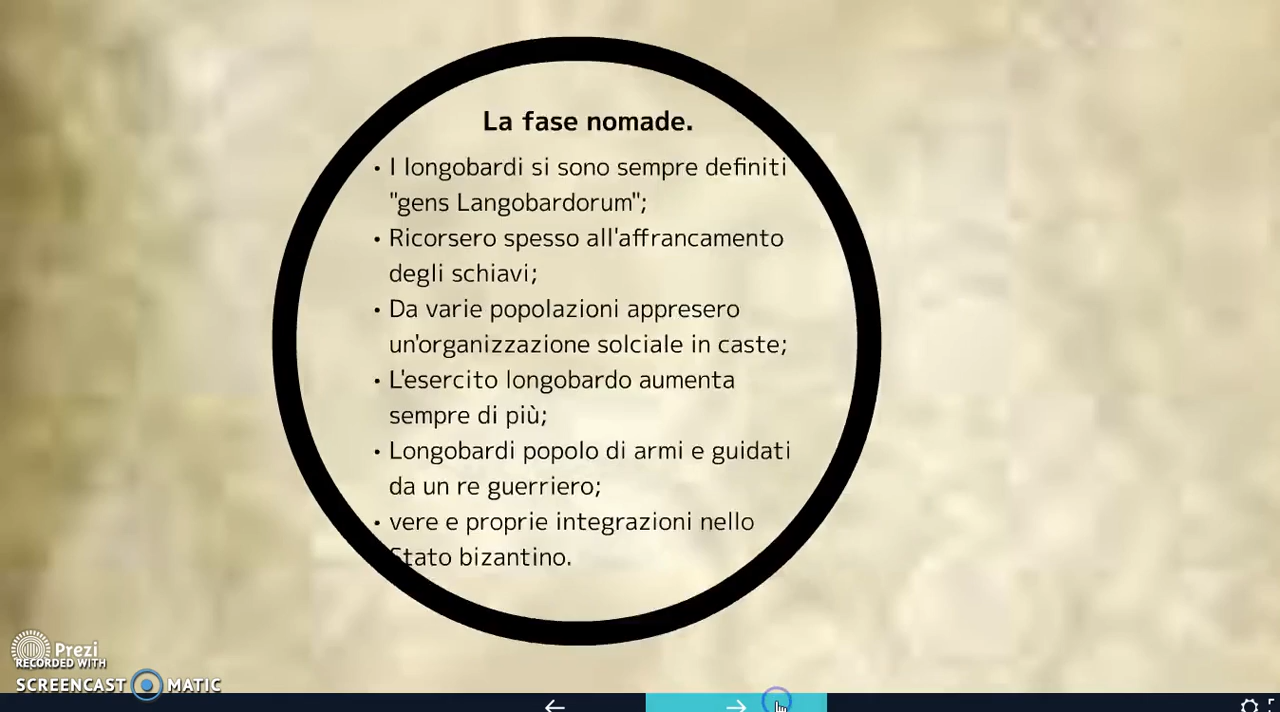 La fase nomade.
• I longobardi si sono sempre definiti
"gens Langobardorum";
• Ricorsero spesso all'affrancamento
degli schiavi;
• Da varie popolazioni appresero
un'organizzazione solciale in caste;
• L'esercito longobardo aumenta
sempre di più;
• Longobardi popolo di armi e guidati
da un re guerriero;
• vere e proprie integrazioni nello
Stato bizantino.
Prezi
RECORDED WITH
SCREENCAST MATIC